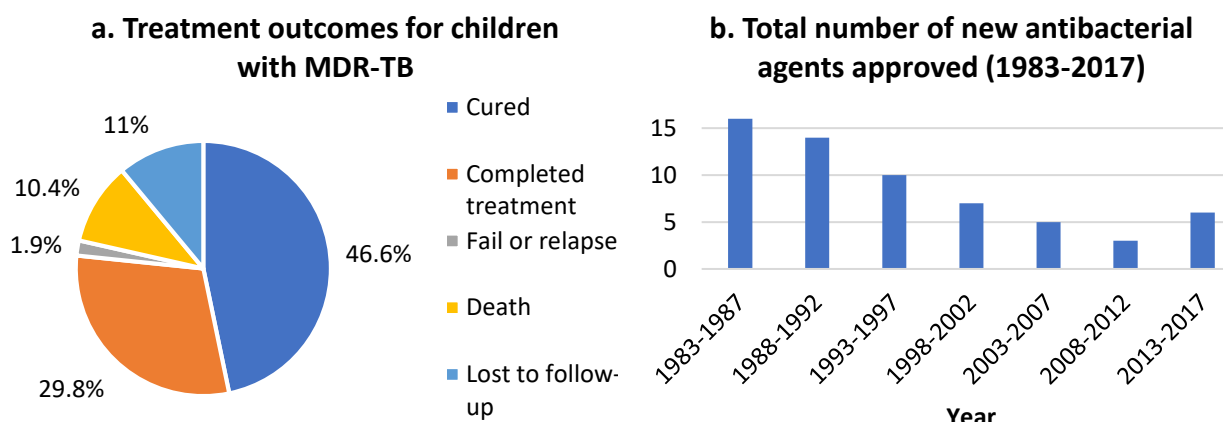 a. Treatment outcomes for children
with MDR-TB
11%
10.4%
1.9%
29.8%
46.6%
Cured
Completed
treatment
Fail or relapse
Death
Lost to follow-
up
b. Total number of new antibacterial
agents approved (1983-2017)
15
10
5
0
1983-1987
1988-1992
1993-1997
1998-2002
2003-2007
2008-2012
2013-2017
Year